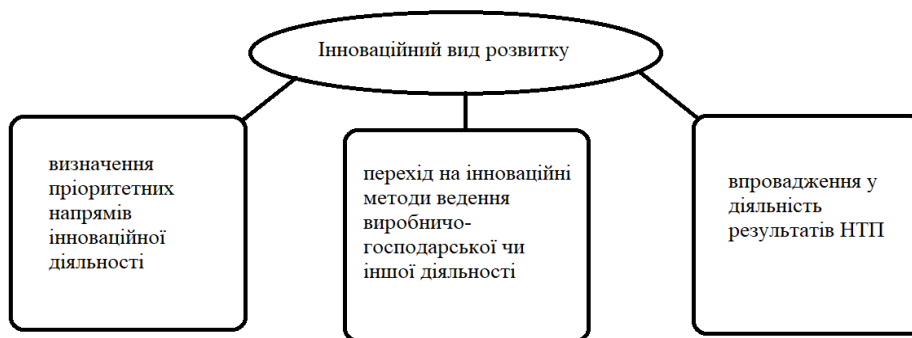 Інноваційний вид розвитку
визначення
пріоритетних
напрямів
інноваційної
діяльності
перехід на інноваційні
методи ведення
виробничо-
господарської чи
іншої діяльності
впровадження у
діяльність
результатів НТП